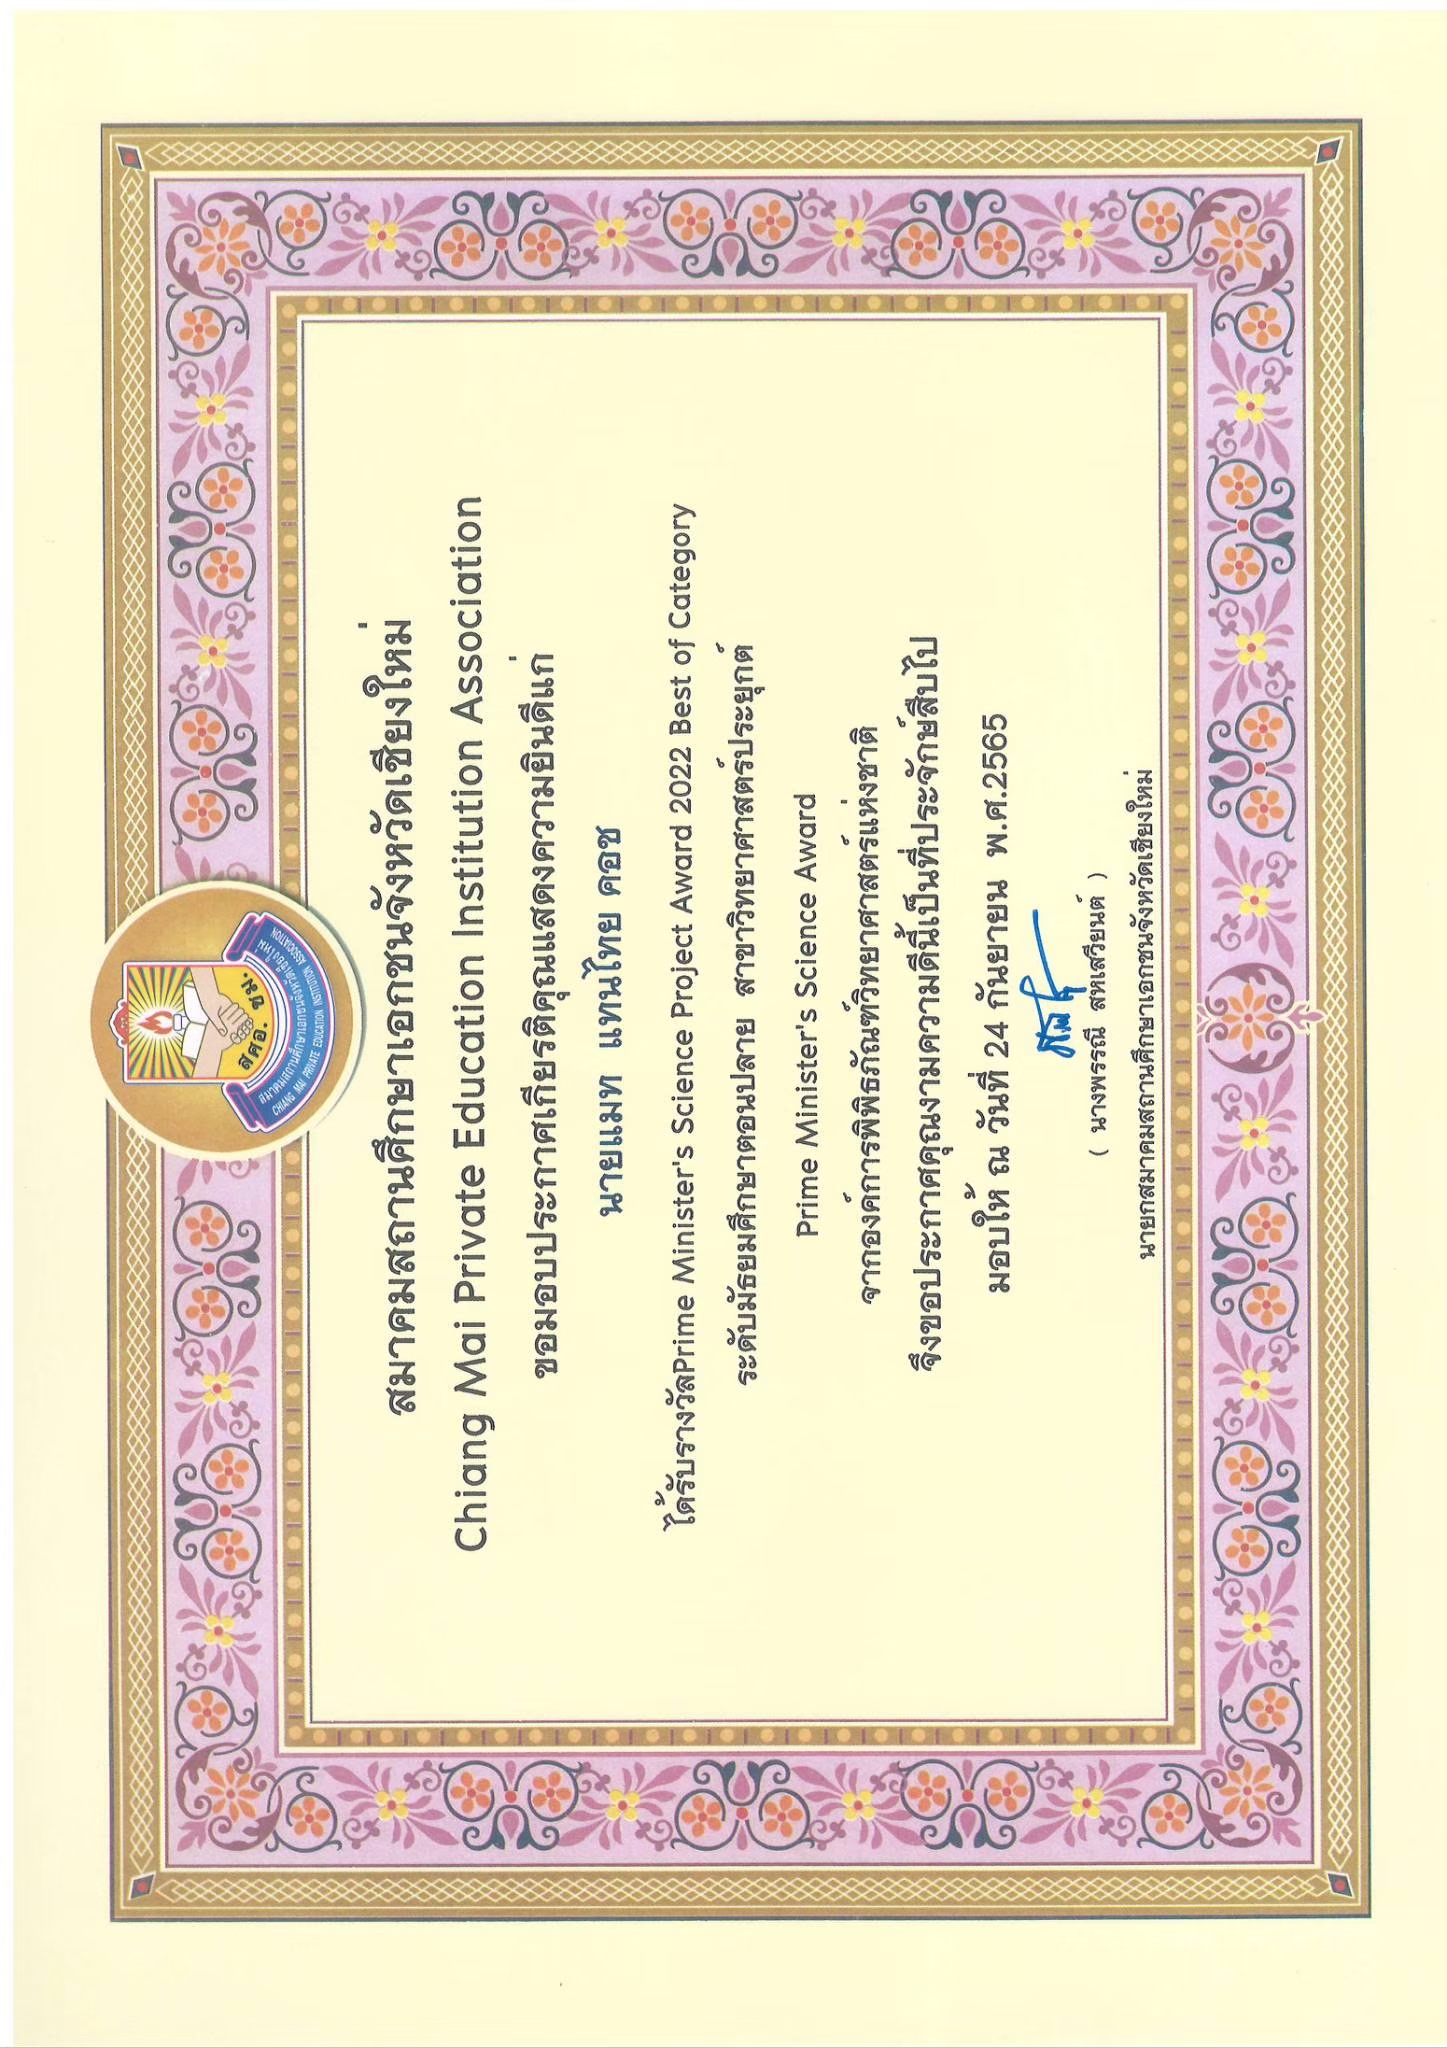 สศอ. ชม.
สมาคมสถานศึกษาเอกชนจังหวัดเชียงใหม่
CHIANG MAI PRIVATE EDUCATION INSTITUTION ASSOCIATION
สมาคมสถานศึกษาเอกชนจังหวัดเชียงใหม่
Chiang Mai Private Education Institution Association
ขอมอบประกาศเกียรติคุณแสดงความยินดีแก่
นายแมท แทนไทย คอช
ได้รับรางวัลPrime Minister's Science Project Award 2022 Best of Category
ระดับมัธยมศึกษาตอนปลาย สาขาวิทยาศาสตร์ประยุกต์
Prime Minister's Science Award
จากองค์การพิพิธภัณฑ์วิทยาศาสตร์แห่งชาติ
จึงขอประกาศคุณงามความดีนี้เป็นที่ประจักษ์สืบไป
มอบให้ ณ วันที่ 24 กันยายน พ.ศ.2565
( นางพรรณี สหเสวียนต์ )
นายกสมาคมสถานศึกษาเอกชนจังหวัดเชียงใหม่